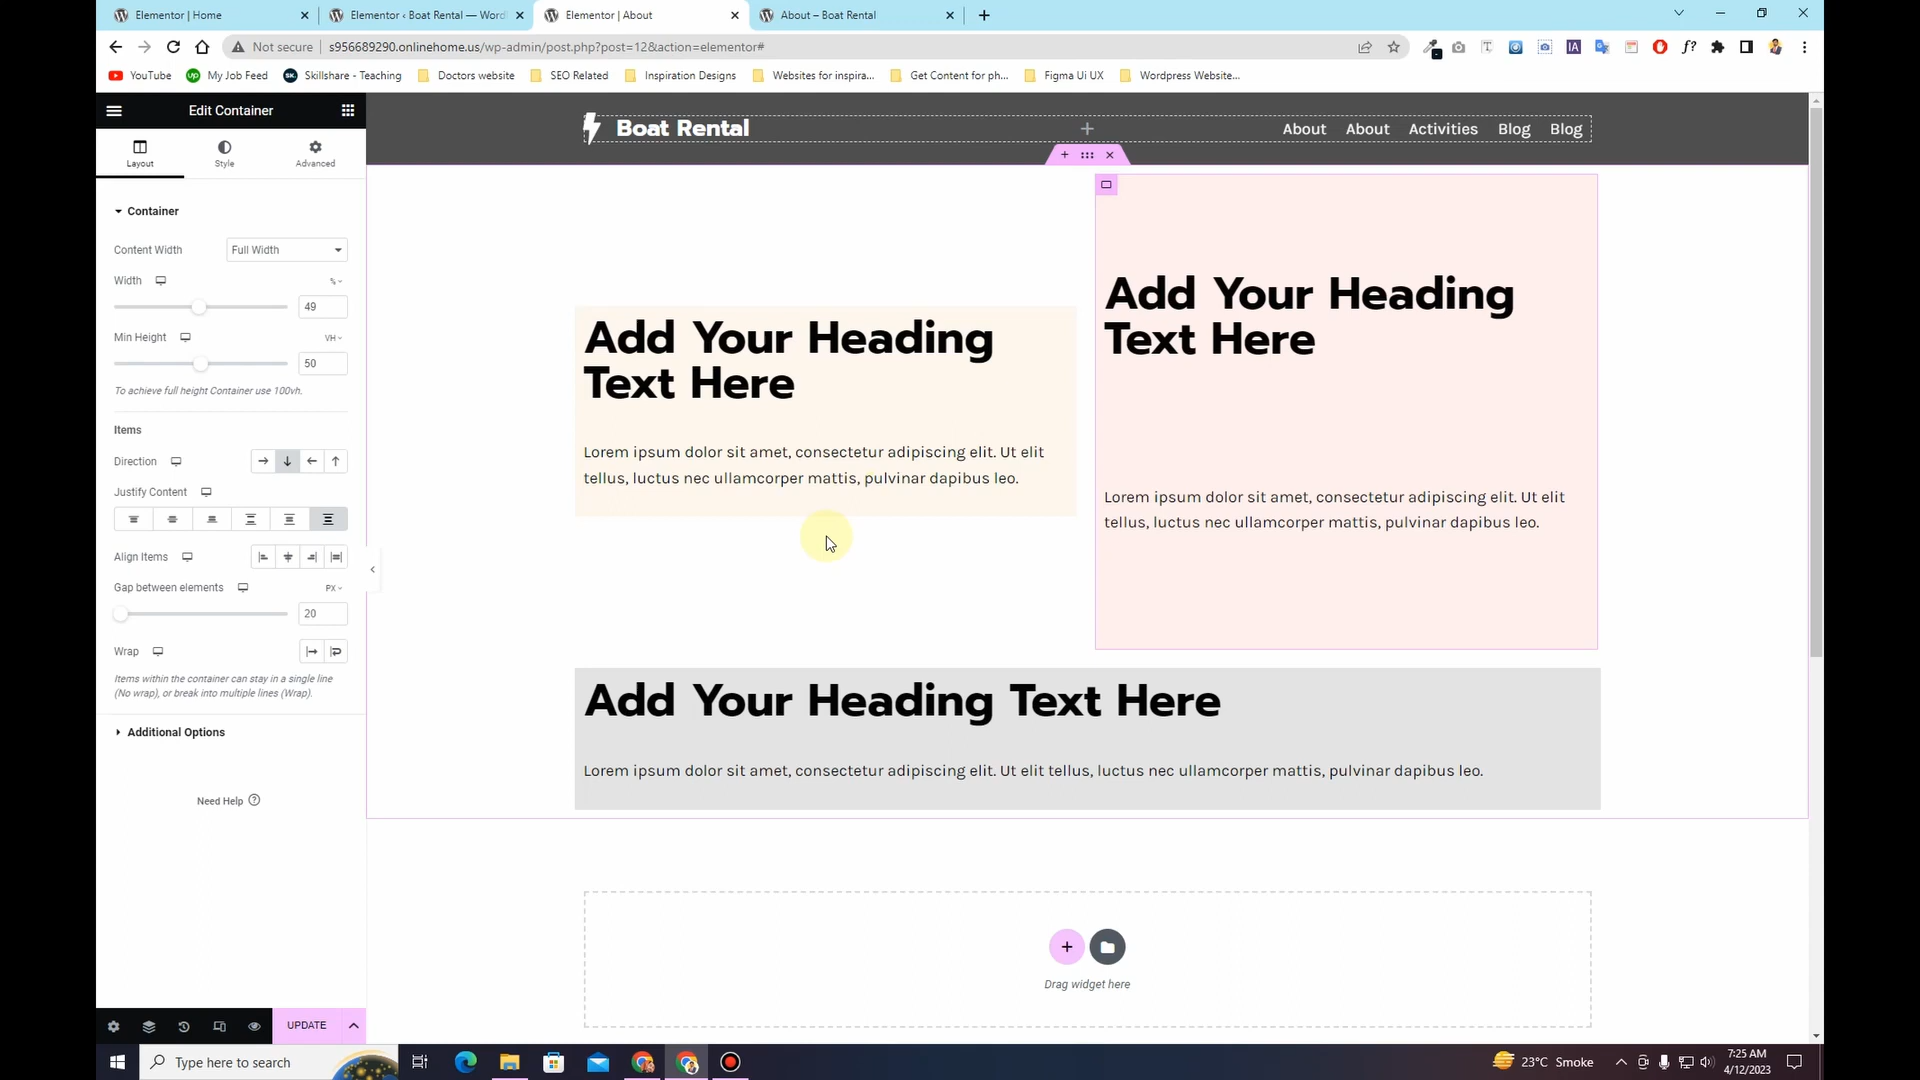 Elementor | Home
Elementor ‹ Boat Rental — Word
Elementor | About
About – Boat Rental
Not secure
s956689290.onlinehome.us/wp-admin/post.php?post=12&action=elementor#
YouTube
My Job Feed
Skillshare - Teaching
Doctors website
SEO Related
Inspiration Designs
Websites for inspira...
Get Content for ph...
Figma Ui UX
Wordpress Website...
Edit Container
Layout
Style
Advanced
Container
Content Width
Full Width
Width
%
49
Min Height
VH
50
To achieve full height Container use 100vh.
Items
Direction
Justify Content
Align Items
Gap between elements
PX
20
Wrap
Items within the container can stay in a single line
(No wrap), or break into multiple lines (Wrap).
Additional Options
Need Help
UPDATE
Boat Rental
About
About
Activities
Blog
Blog
Add Your Heading
Text Here
Lorem ipsum dolor sit amet, consectetur adipiscing elit. Ut elit
tellus, luctus nec ullamcorper mattis, pulvinar dapibus leo.
Add Your Heading
Text Here
Lorem ipsum dolor sit amet, consectetur adipiscing elit. Ut elit
tellus, luctus nec ullamcorper mattis, pulvinar dapibus leo.
Add Your Heading Text Here
Lorem ipsum dolor sit amet, consectetur adipiscing elit. Ut elit tellus, luctus nec ullamcorper mattis, pulvinar dapibus leo.
Drag widget here
Type here to search
23°C Smoke
7:25 AM
4/12/2023